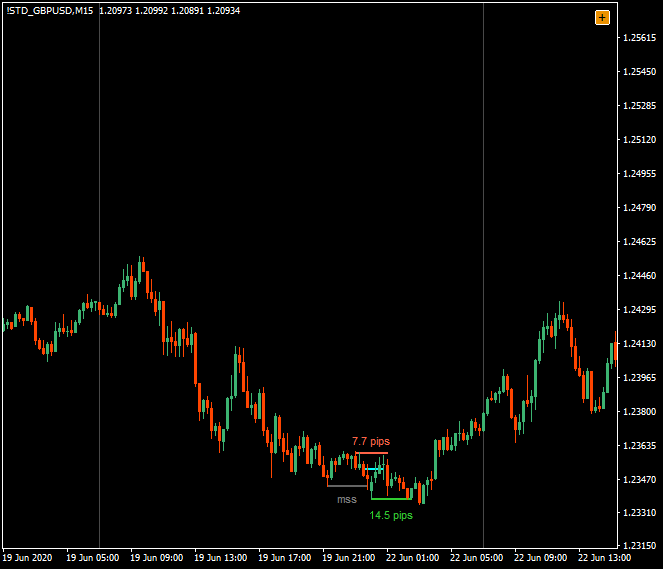 !STD_GBPUSD,M15 1.20973 1.20992 1.20891 1.20934
+
1.25615
1.25450
1.25285
1.25120
1.24955
1.24790
1.24625
1.24460
1.24295
1.24130
1.23965
1.23800
1.23635
1.23470
1.23310
1.23150
7.7 pips
mss
14.5 pips
19 Jun 2020
19 Jun 05:00
19 Jun 09:00
19 Jun 13:00
19 Jun 17:00
19 Jun 21:00
22 Jun 01:00
22 Jun 05:00
22 Jun 09:00
22 Jun 13:00